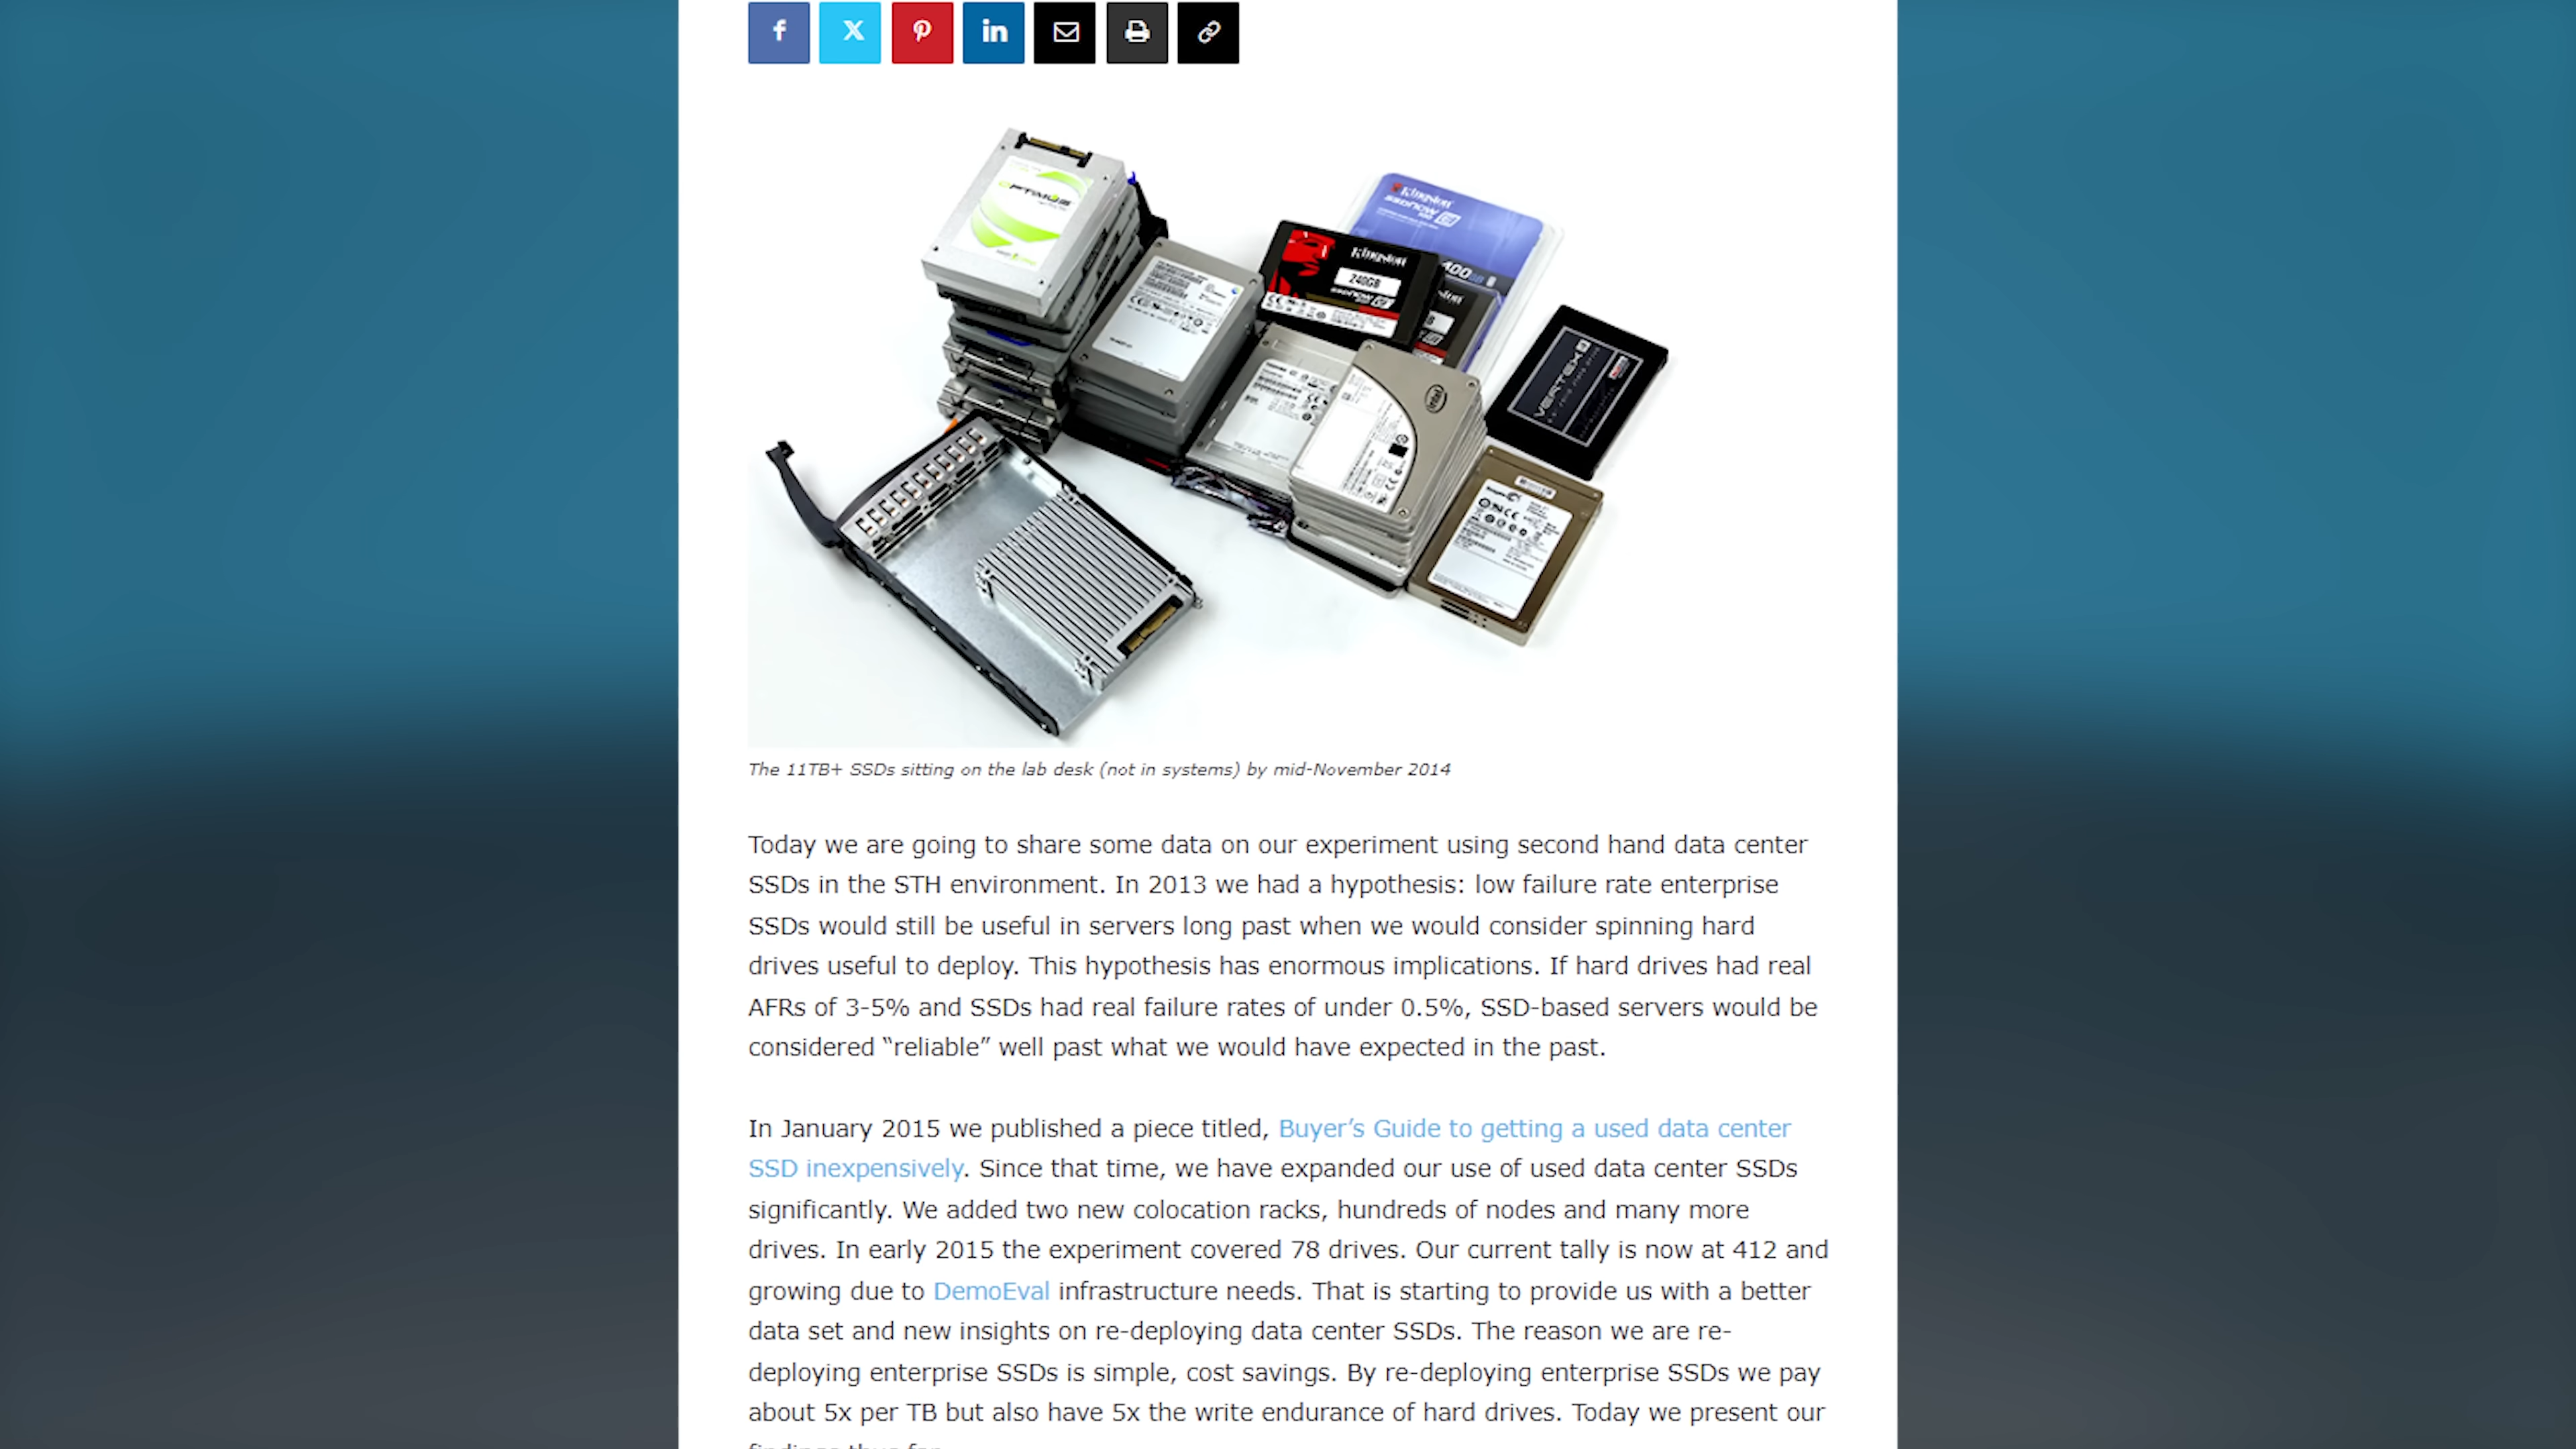 OPTIMUS
Kingston
SSDNOW
Kingston
400GB
240GB
SSDNOW
intel
VERTEX
Seagate
The 11TB+ SSDs sitting on the lab desk (not in systems) by mid-November 2014
Today we are going to share some data on our experiment using second hand data center
SSDs in the STH environment. In 2013 we had a hypothesis: low failure rate enterprise
SSDs would still be useful in servers long past when we would consider spinning hard
drives useful to deploy. This hypothesis has enormous implications. If hard drives had real
AFRs of 3-5% and SSDs had real failure rates of under 0.5%, SSD-based servers would be
considered “reliable” well past what we would have expected in the past.
In January 2015 we published a piece titled, Buyer’s Guide to getting a used data center
SSD inexpensively. Since that time, we have expanded our use of used data center SSDs
significantly. We added two new colocation racks, hundreds of nodes and many more
drives. In early 2015 the experiment covered 78 drives. Our current tally is now at 412 and
growing due to DemoEval infrastructure needs. That is starting to provide us with a better
data set and new insights on re-deploying data center SSDs. The reason we are re-
deploying enterprise SSDs is simple, cost savings. By re-deploying enterprise SSDs we pay
about 5x per TB but also have 5x the write endurance of hard drives. Today we present our